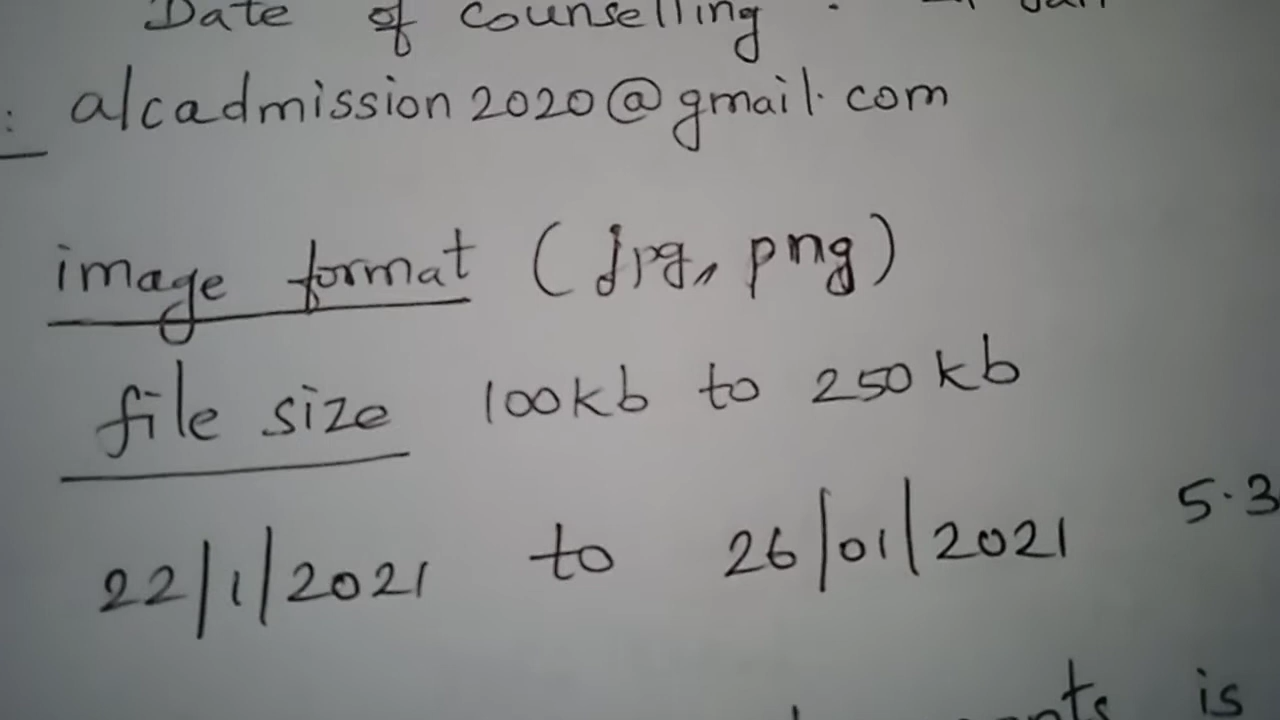 Date of counselling : Jan
: alcadmission2020@gmail.com
image format (jpg, png)
file size 100kb to 250kb
22/1/2021 to 26/01/2021 5.3
is